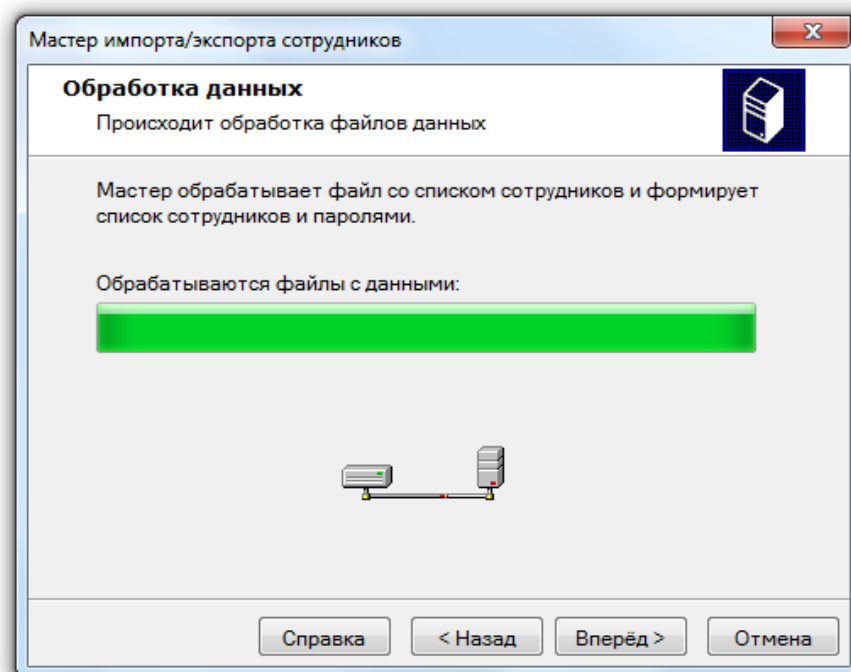 Мастер импорта/экспорта сотрудников
Обработка данных
Происходит обработка файлов данных
Мастер обрабатывает файл со списком сотрудников и формирует
список сотрудников и паролями.
Обрабатываются файлы с данными:
Справка
< Назад
Вперёд >
Отмена